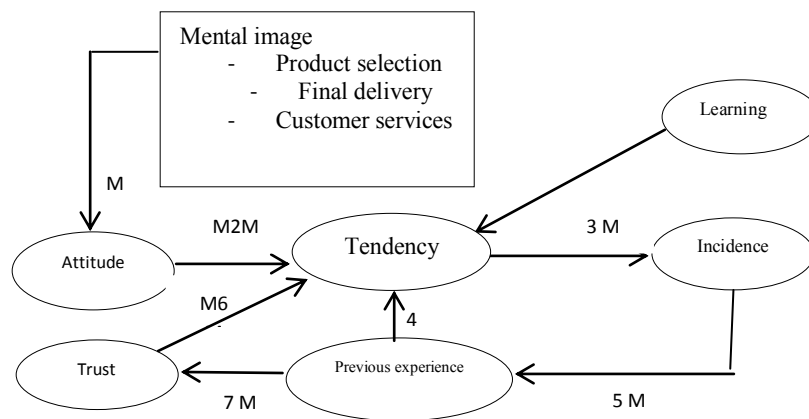 Mental image
- Product selection
- Final delivery
- Customer services
Learning
M
M2M
Tendency
3 M
Incidence
Attitude
M6
4
Trust
Previous experience
7 M
5 M